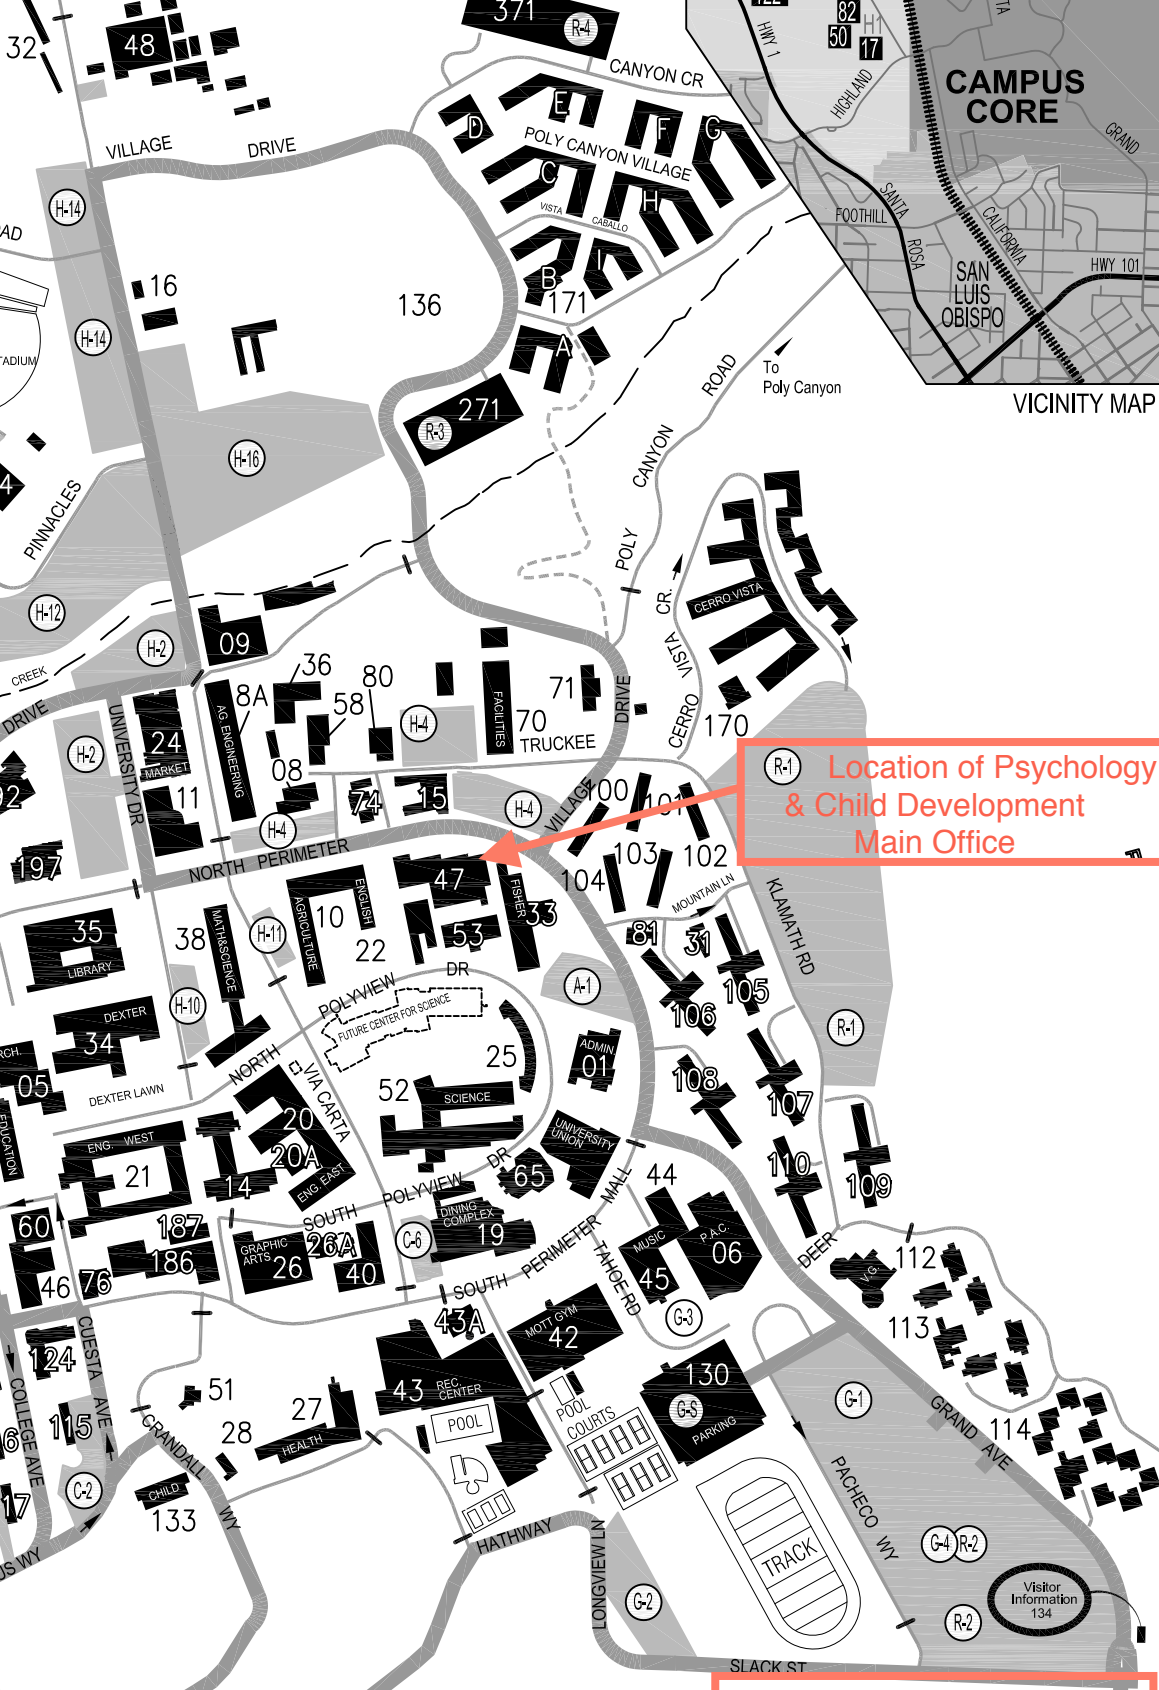 371
R-4
122
82
H1
50
17
HWY 1
HIGHLAND
CAMPUS
CORE
GRAND
32
48
CANYON CR
D
E
F
G
POLY CANYON VILLAGE
C
H
VISTA
CABALLO
B
I
171
A
VILLAGE
DRIVE
FOOTHILL
SANTA
ROSA
CALIFORNIA
HWY 101
SAN
LUIS
OBISPO
VICINITY MAP
H-14
16
136
H-14
To
Poly Canyon
ROAD
CANYON
POLY
271
R-3
H-16
PINNACLES
H-12
H-2
CREEK
DRIVE
09
CERRO VISTA
CR.
VISTA
CERRO
170
36
8A
58
80
AG. ENGINEERING
H-4
FACILITIES
70
TRUCKEE
71
DRIVE
UNIVERSITY DR
H-2
24
MARKET
11
08
74
15
H-4
H-4
VILLAGE
100
101
R-1
Location of Psychology
& Child Development
Main Office
197
NORTH PERIMETER
103
102
104
MOUNTAIN LN
KLAMATH RD
47
ENGLISH
AGRICULTURE
10
22
FISHER
33
53
35
LIBRARY
38
MATH&SCIENCE
H-11
81
31
105
106
POLYVIEW
DR
FUTURE CENTER FOR SCIENCE
A-1
H-10
DEXTER
34
R-1
05
DEXTER LAWN
NORTH
VIA CARTA
25
ADMIN
01
108
107
52
SCIENCE
EDUCATION
ENG. WEST
21
20
20A
ENG. EAST
14
UNIVERSITY
UNION
65
DR
POLYVIEW
SOUTH
MALL
44
110
109
60
187
186
46
76
GRAPHIC
ARTS
26
26A
40
C-6
DINING
COMPLEX
19
SOUTH
PERIMETER
TAHOE RD
MUSIC
45
P.A.C.
06
DEER
V.G.
112
G-3
113
43A
MOTT GYM
42
124
CUESTA AVE
COLLEGE AVE
51
27
43
REC.
CENTER
130
G-S
PARKING
G-1
GRAND AVE
114
115
CRANDALL
WY
28
HEALTH
POOL
POOL
COURTS
C-2
17
CHILD
133
HATHWAY
LONGVIEW LN
PACHECO WY
TRACK
G-4
R-2
Visitor
Information
134
G-2
R-2
SLACK ST